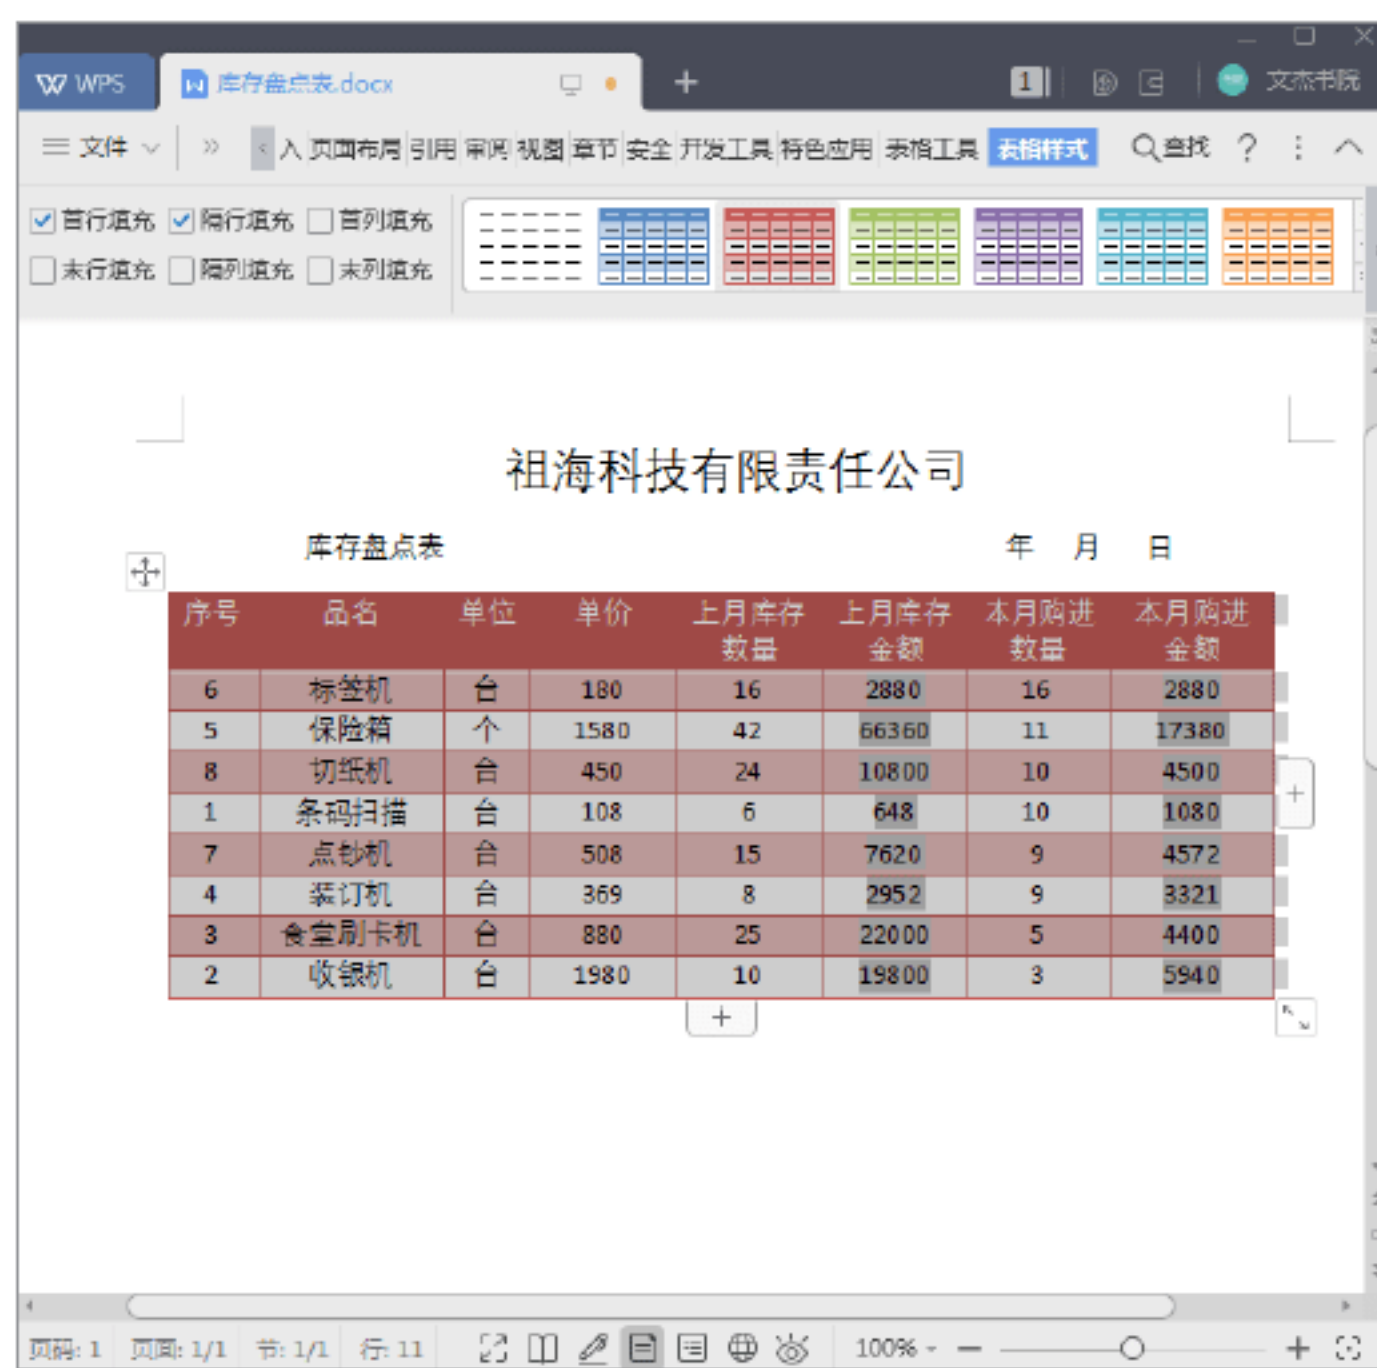 WPS 库存盘点表.docx + 1 文杰书院
文件 入 页面布局 引用 审阅 视图 章节 安全 开发工具 特色应用 表格工具 表格样式 查找 ?
首行填充 隔行填充 首列填充
末行填充 隔列填充 末列填充
祖海科技有限责任公司
库存盘点表 年 月 日
序号 品名 单位 单价 上月库存数量 上月库存金额 本月购进数量 本月购进金额
6 标签机 台 180 16 2880 16 2880
5 保险箱 个 1580 42 66360 11 17380
8 切纸机 台 450 24 10800 10 4500
1 条码扫描 台 108 6 648 10 1080
7 点钞机 台 508 15 7620 9 4572
4 装订机 台 369 8 2952 9 3321
3 食堂刷卡机 台 880 25 22000 5 4400
2 收银机 台 1980 10 19800 3 5940
页码: 1 页面: 1/1 节: 1/1 行: 11 100%